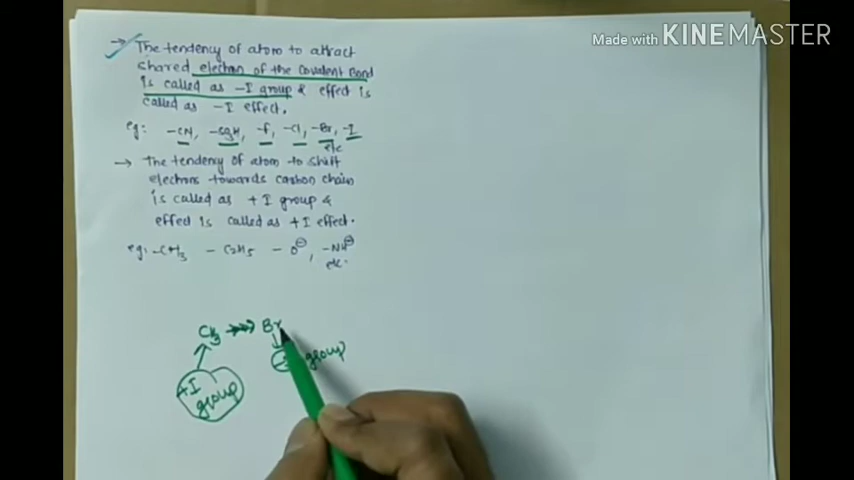 Made with KINEMASTER
→ The tendency of atom to attract
shared electron of the covalent Bond
is called as -I group & effect is
called as -I effect.
eg: -CN, -SO3H, -f, -Cl, -Br, -I
etc
→ The tendency of atom to shift
electrons towards carbon chain
is called as +I group &
effect is called as +I effect.
eg: -CH3 - C2H5 - O⊖, -NH⊖
etc.
CH3 →>> Br
group
+I
group